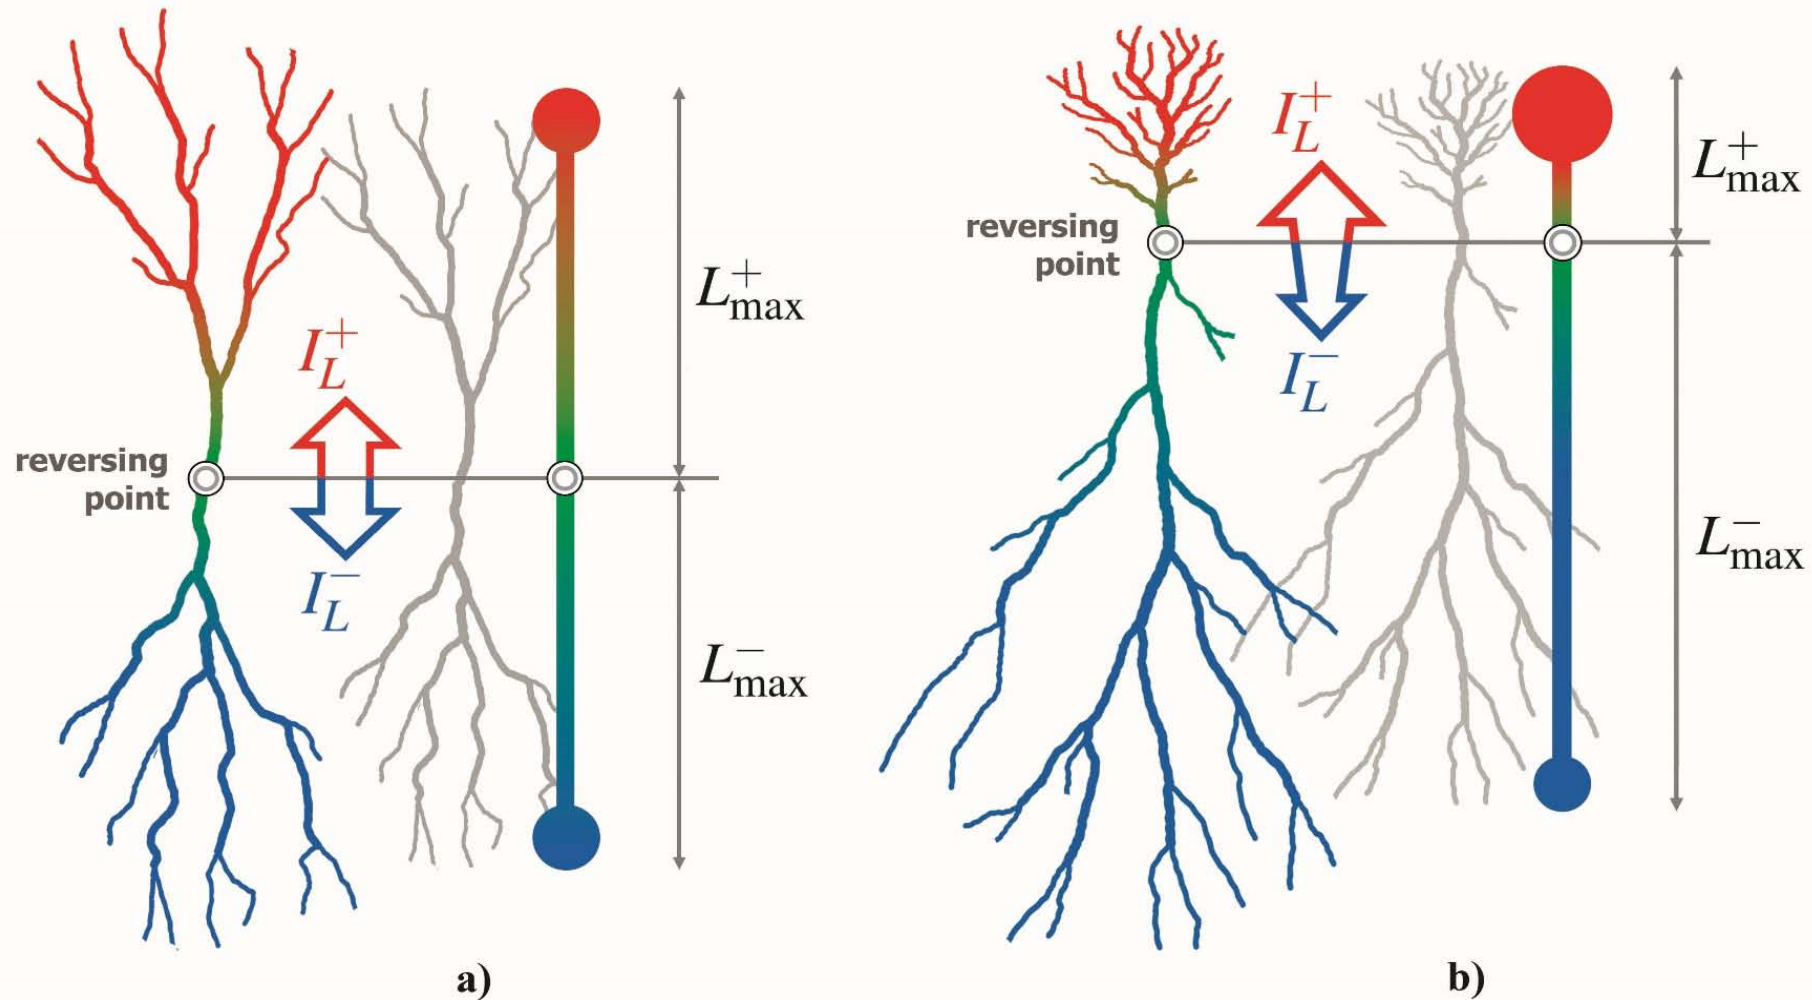 I_L^+
reversing
point
I_L^-
L_max^+
L_max^-
a)
I_L^+
reversing
point
I_L^-
L_max^+
L_max^-
b)